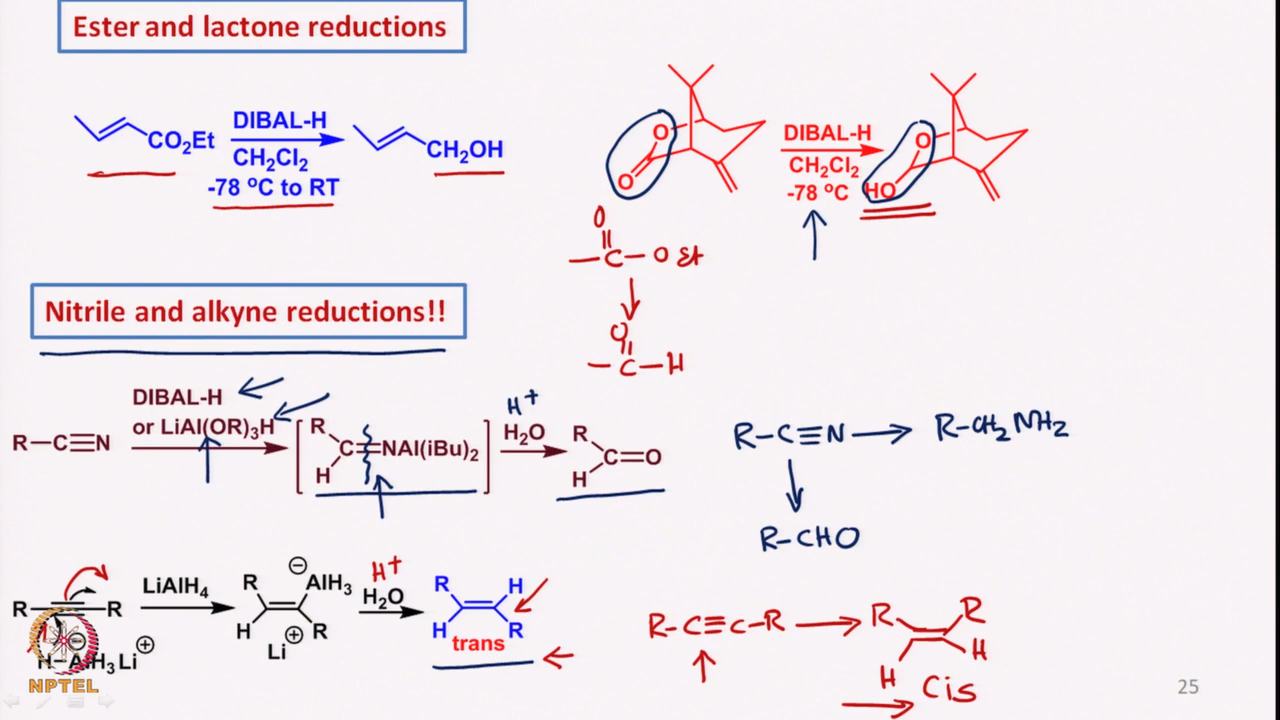 Ester and lactone reductions
CO2Et
DIBAL-H
CH2Cl2
-78 ºC to RT
CH2OH
O
O
DIBAL-H
CH2Cl2
-78 ºC
O
HO
O
C
O Et
O
C—H
Nitrile and alkyne reductions!!
R—C≡N
DIBAL-H
or LiAl(OR)3H
R
C=NAl(iBu)2
H
H+
H2O
R
C=O
H
R-C≡N → R-CH2NH2
R-CHO
R
R
H-AlH3 Li ⊕
LiAlH4
R
⊖
AlH3
H
R
Li ⊕
H+
H2O
R
H
H
R
trans
R-C≡C-R → R
R
H
H
Cis
NPTEL
25